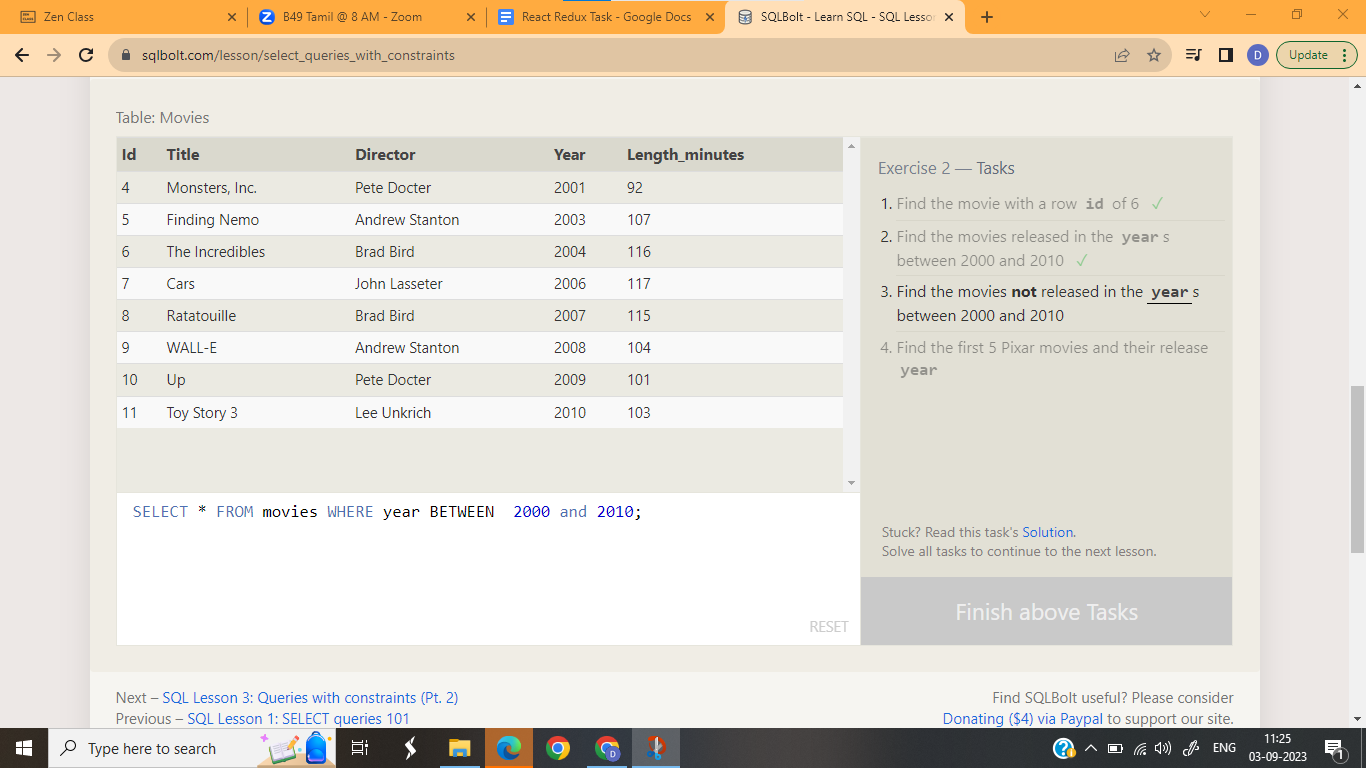 Zen Class
B49 Tamil @ 8 AM - Zoom
React Redux Task - Google Docs
SQLBolt - Learn SQL - SQL Lesso
sqlbolt.com/lesson/select_queries_with_constraints
D
Update
Table: Movies
Id Title Director Year Length_minutes
4 Monsters, Inc. Pete Docter 2001 92
5 Finding Nemo Andrew Stanton 2003 107
6 The Incredibles Brad Bird 2004 116
7 Cars John Lasseter 2006 117
8 Ratatouille Brad Bird 2007 115
9 WALL-E Andrew Stanton 2008 104
10 Up Pete Docter 2009 101
11 Toy Story 3 Lee Unkrich 2010 103
SELECT * FROM movies WHERE year BETWEEN  2000 and 2010;
RESET
Exercise 2 — Tasks
1. Find the movie with a row id of 6 ✓
2. Find the movies released in the year s
between 2000 and 2010 ✓
3. Find the movies not released in the year s
between 2000 and 2010
4. Find the first 5 Pixar movies and their release
year
Stuck? Read this task's Solution.
Solve all tasks to continue to the next lesson.
Finish above Tasks
Next – SQL Lesson 3: Queries with constraints (Pt. 2)
Previous – SQL Lesson 1: SELECT queries 101
Find SQLBolt useful? Please consider
Donating ($4) via Paypal to support our site.
Type here to search
D
ENG
11:25
03-09-2023
1